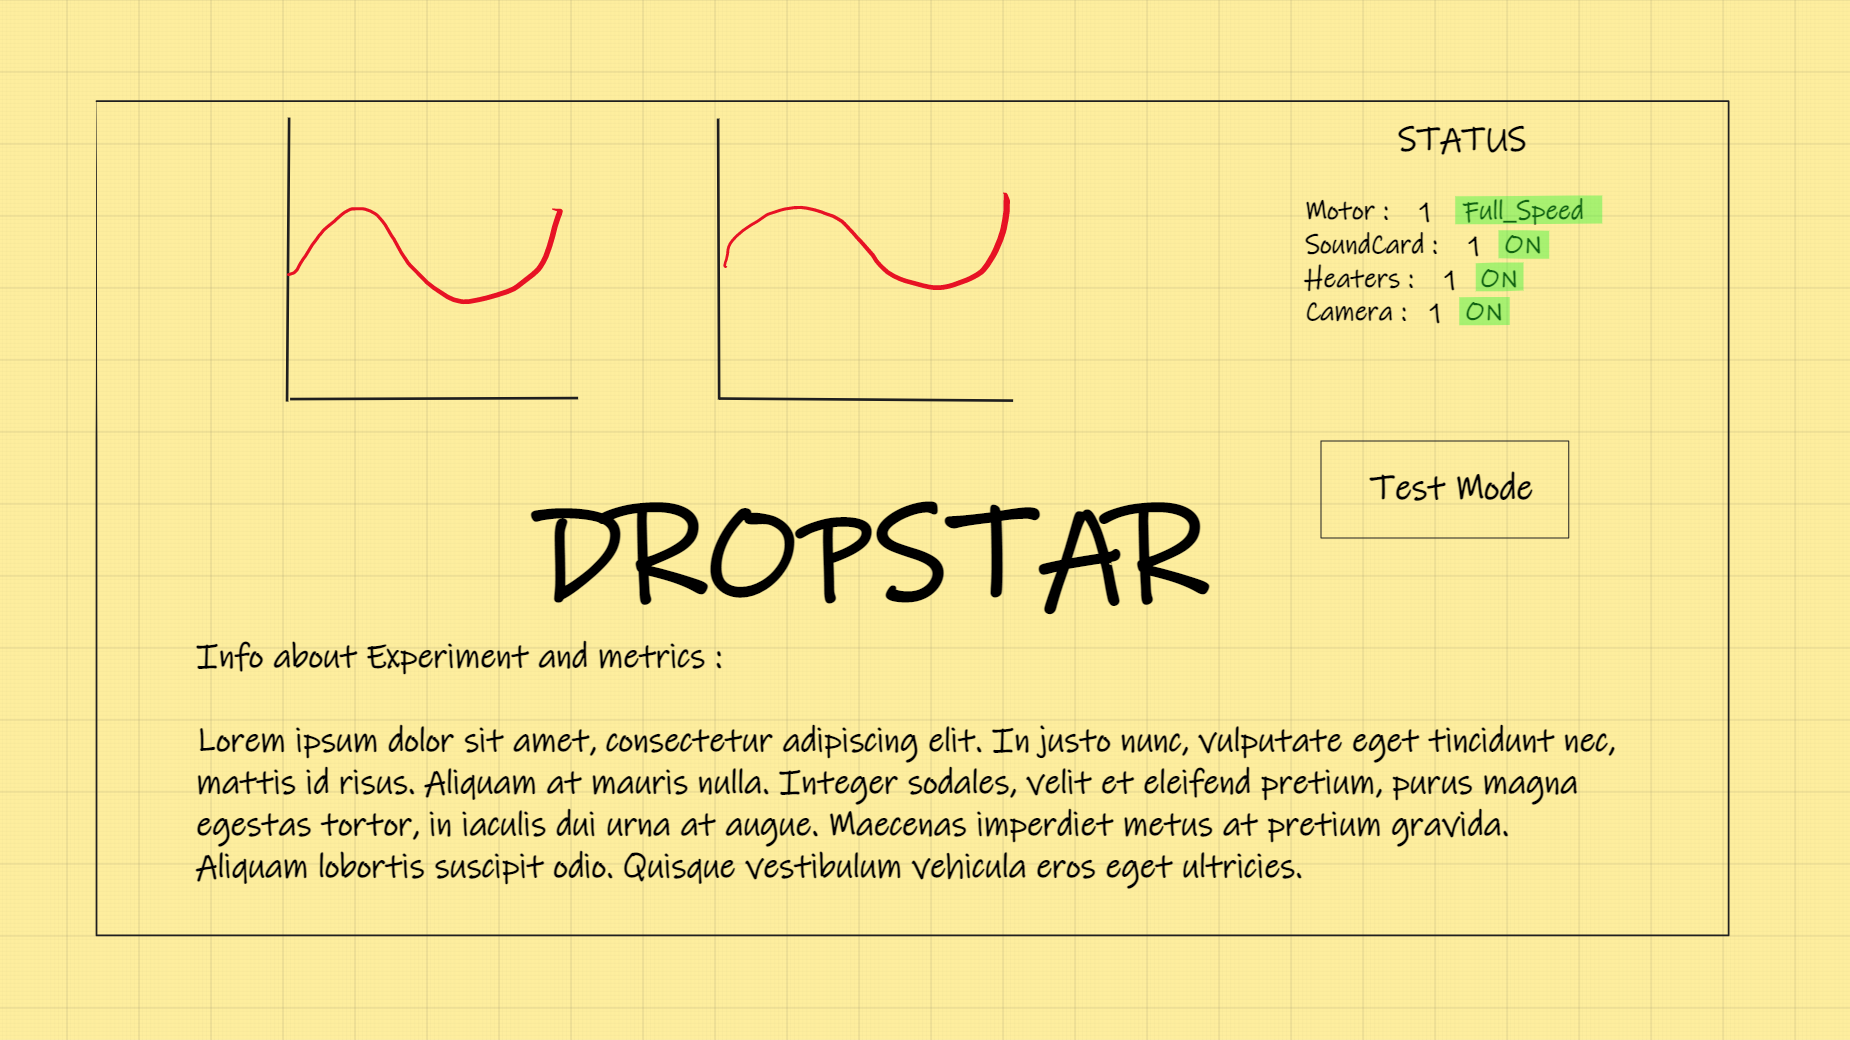 STATUS
Motor : 1 Full_Speed
SoundCard : 1 ON
Heaters : 1 ON
Camera : 1 ON
Test Mode
DROPSTAR
Info about Experiment and metrics :
Lorem ipsum dolor sit amet, consectetur adipiscing elit. In justo nunc, vulputate eget tincidunt nec,
mattis id risus. Aliquam at mauris nulla. Integer sodales, velit et eleifend pretium, purus magna
egestas tortor, in iaculis dui urna at augue. Maecenas imperdiet metus at pretium gravida.
Aliquam lobortis suscipit odio. Quisque vestibulum vehicula eros eget ultricies.